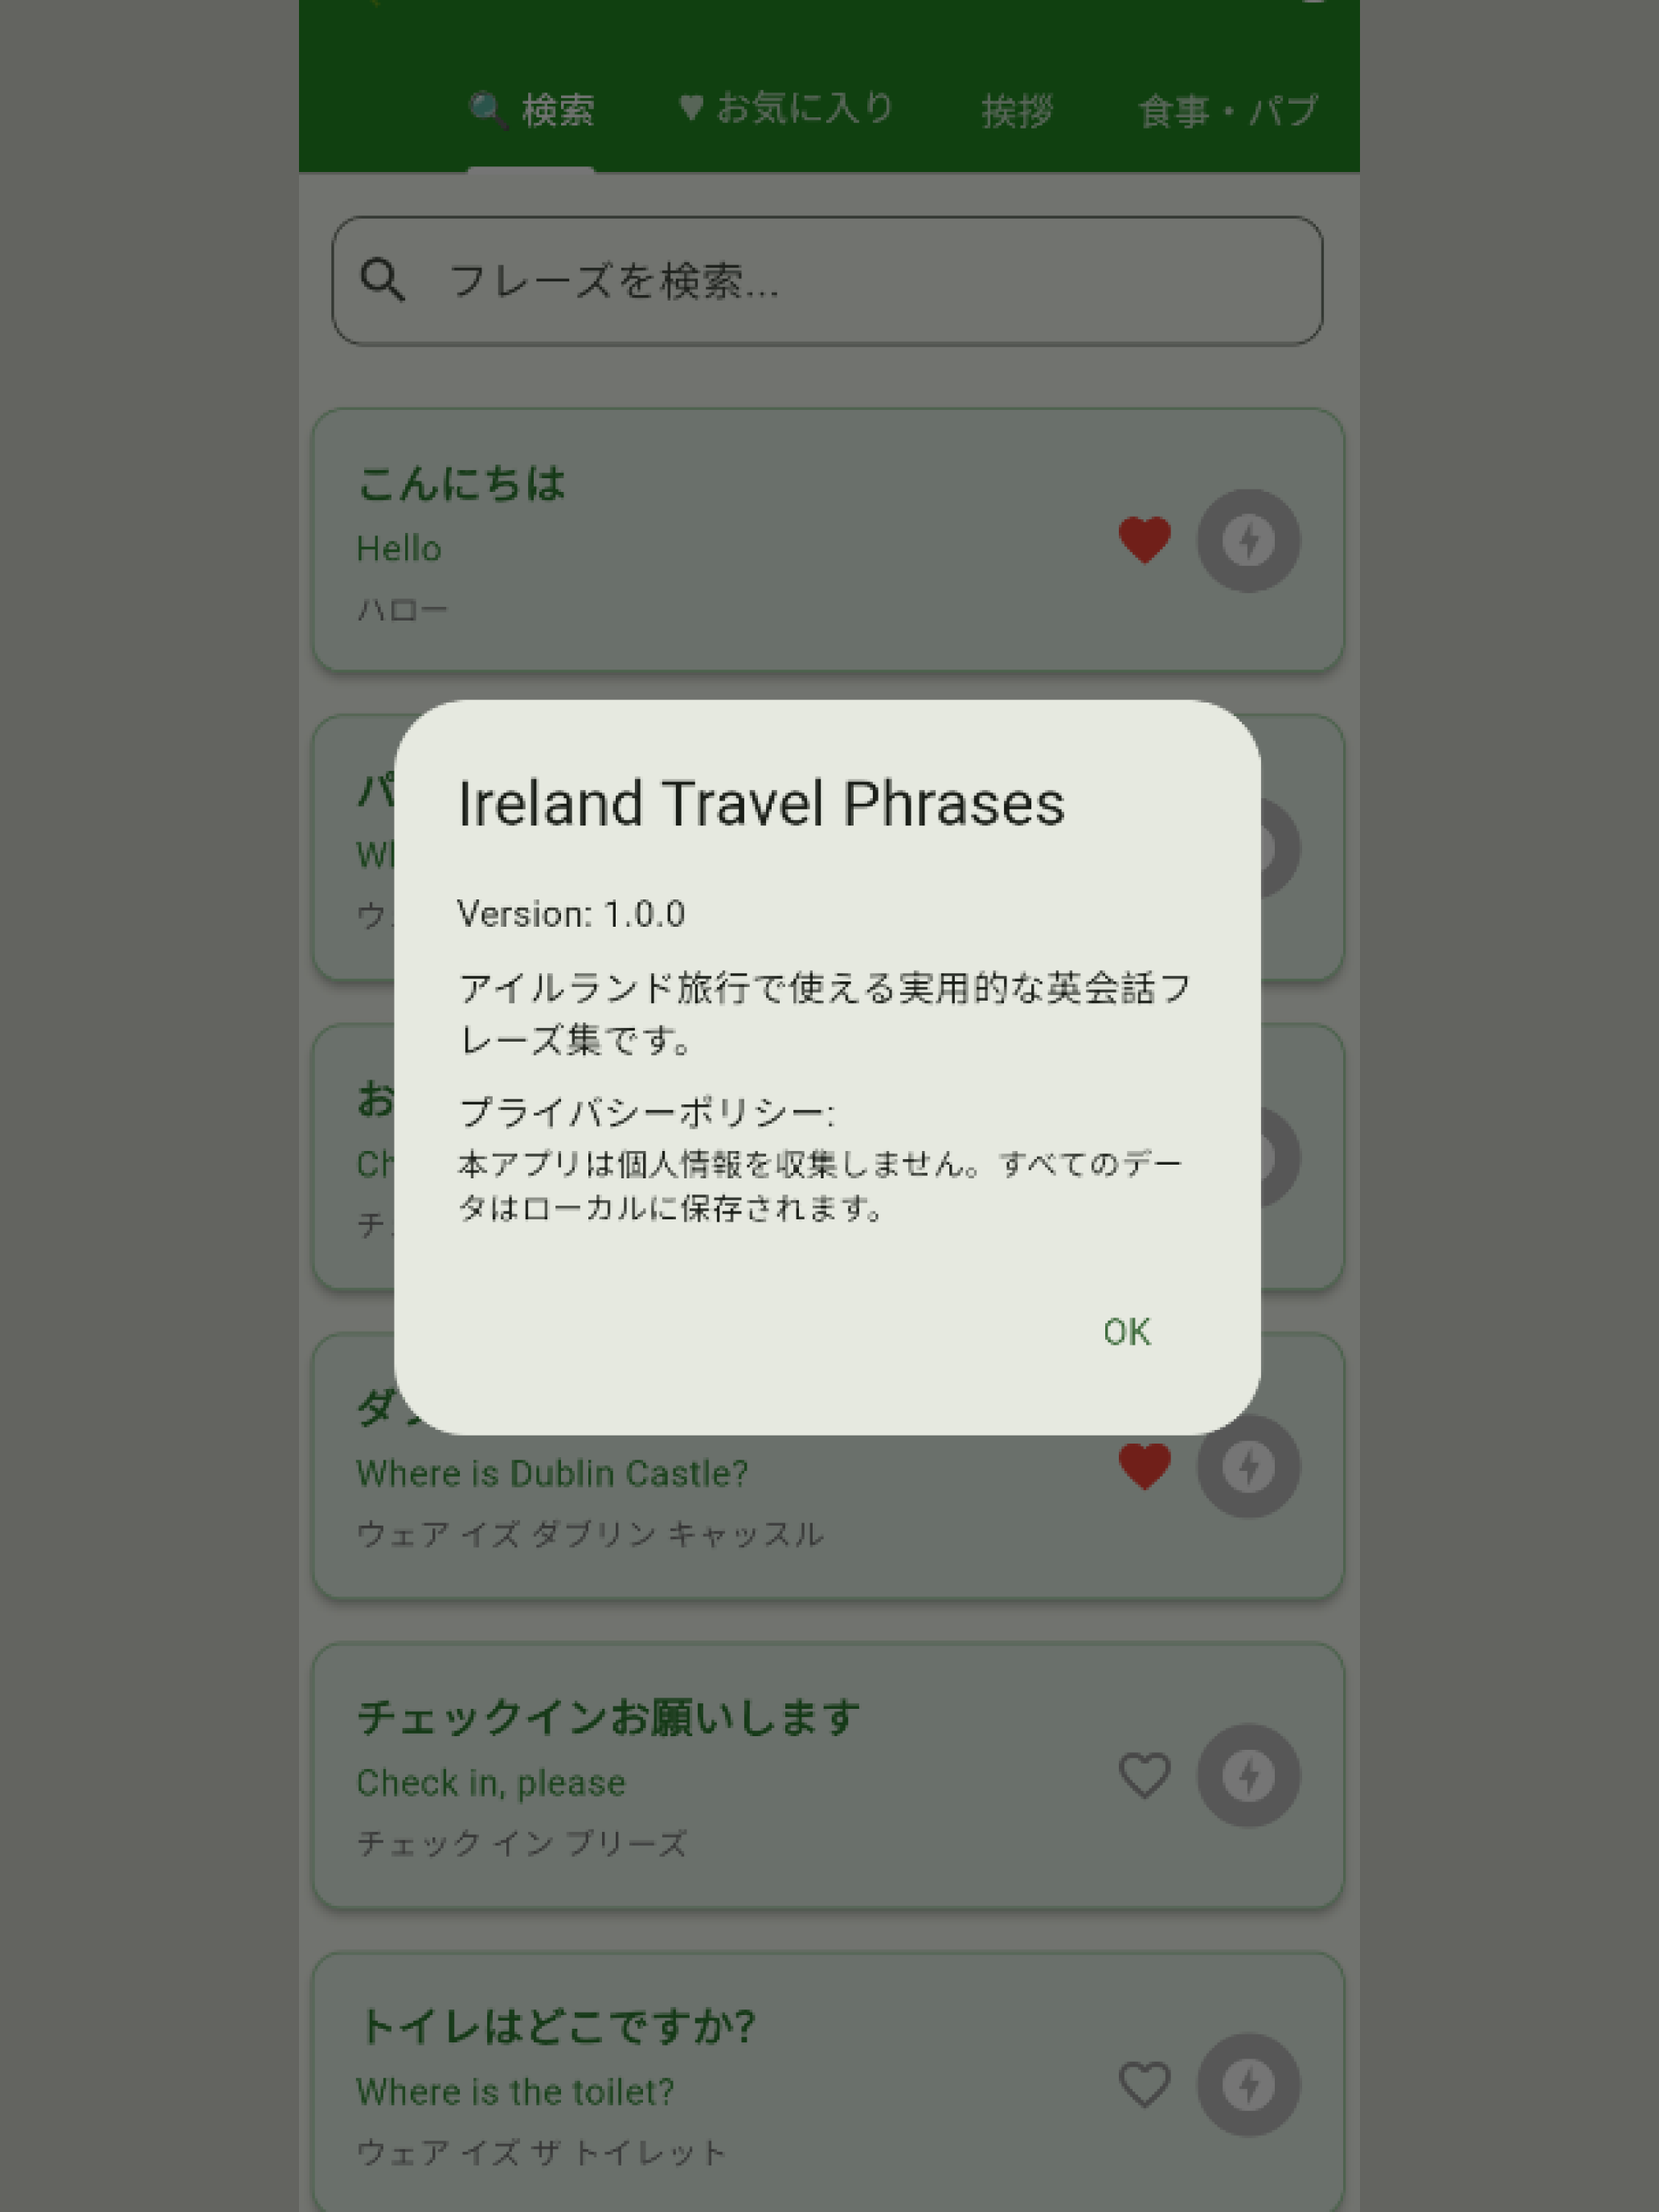 検索 ♥ お気に入り 挨拶 食事・パブ
フレーズを検索...
こんにちは
Hello
ハロー
Ireland Travel Phrases
Version: 1.0.0
アイルランド旅行で使える実用的な英会話フ
レーズ集です。
プライバシーポリシー:
本アプリは個人情報を収集しません。すべてのデー
タはローカルに保存されます。
OK
Where is Dublin Castle?
ウェア イズ ダブリン キャッスル
チェックインお願いします
Check in, please
チェック イン プリーズ
トイレはどこですか?
Where is the toilet?
ウェア イズ ザ トイレット